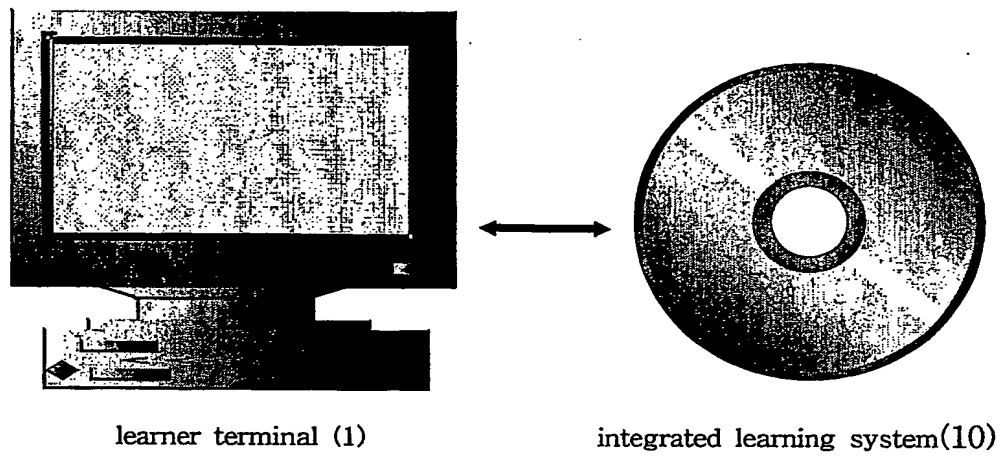 learner terminal (1)
integrated learning system(10)